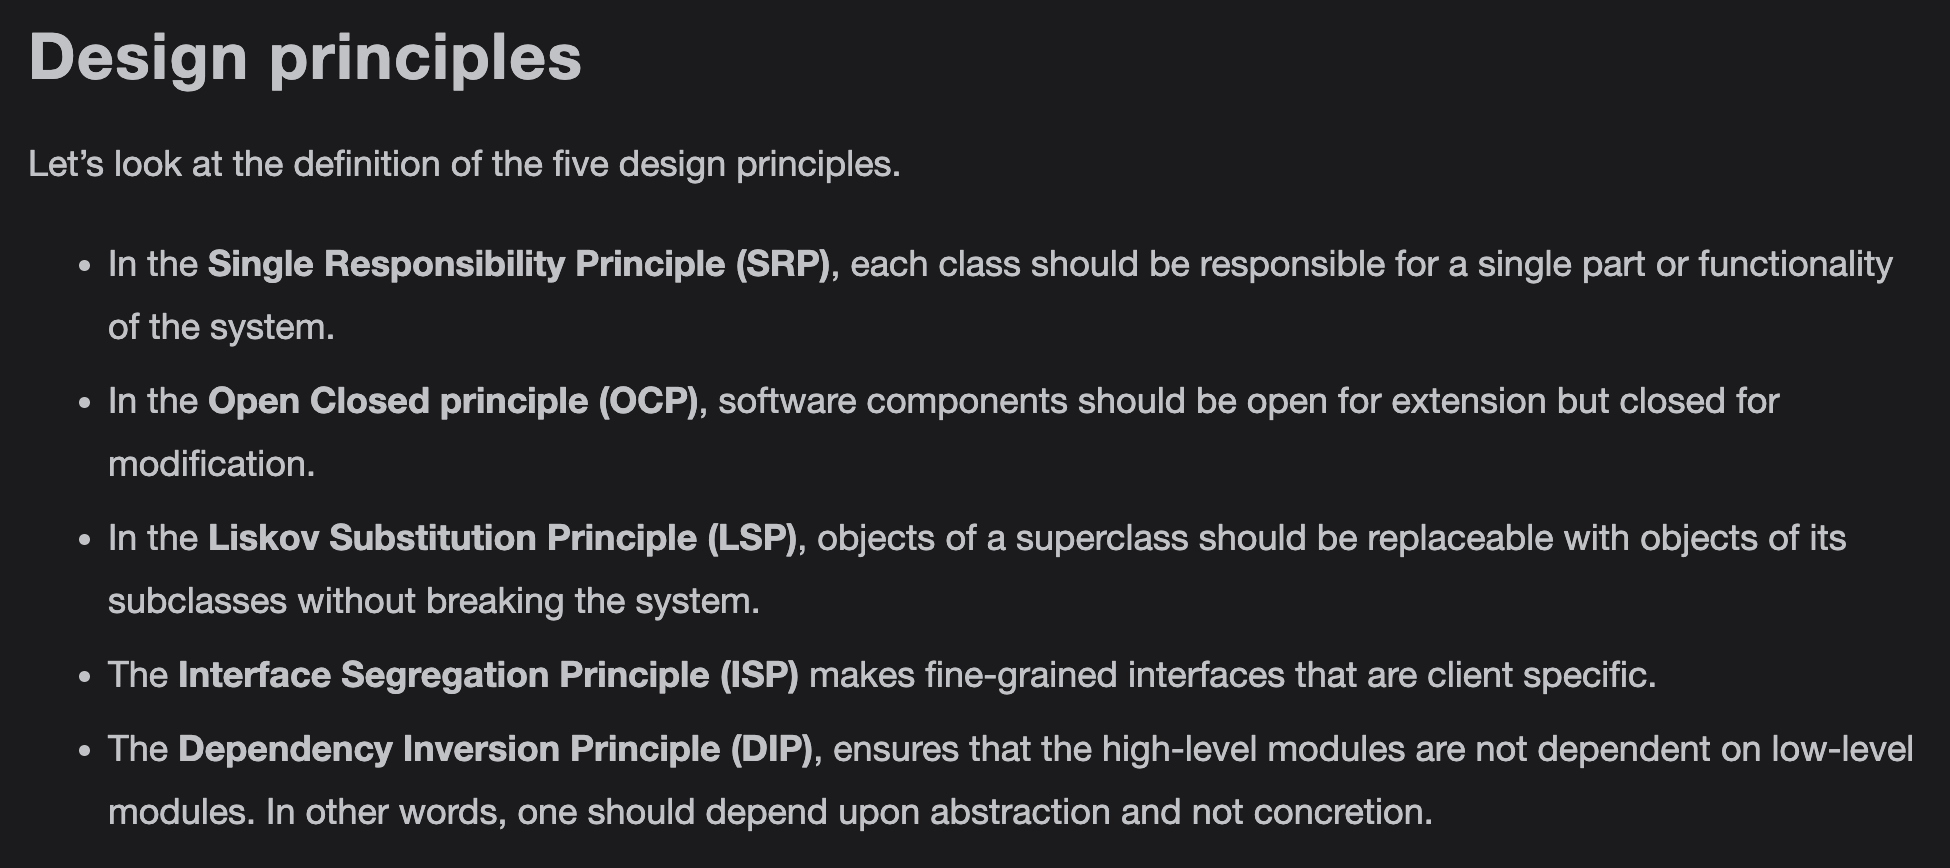 Design principles
Let’s look at the definition of the five design principles.
• In the Single Responsibility Principle (SRP), each class should be responsible for a single part or functionality
of the system.
• In the Open Closed principle (OCP), software components should be open for extension but closed for
modification.
• In the Liskov Substitution Principle (LSP), objects of a superclass should be replaceable with objects of its
subclasses without breaking the system.
• The Interface Segregation Principle (ISP) makes fine-grained interfaces that are client specific.
• The Dependency Inversion Principle (DIP), ensures that the high-level modules are not dependent on low-level
modules. In other words, one should depend upon abstraction and not concretion.